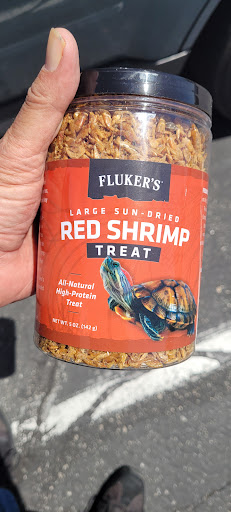 FLUKER'S
LARGE SUN-DRIED
RED SHRIMP
TREAT
All-Natural
High-Protein
Treat
NET WT. 5 OZ. (142 g)